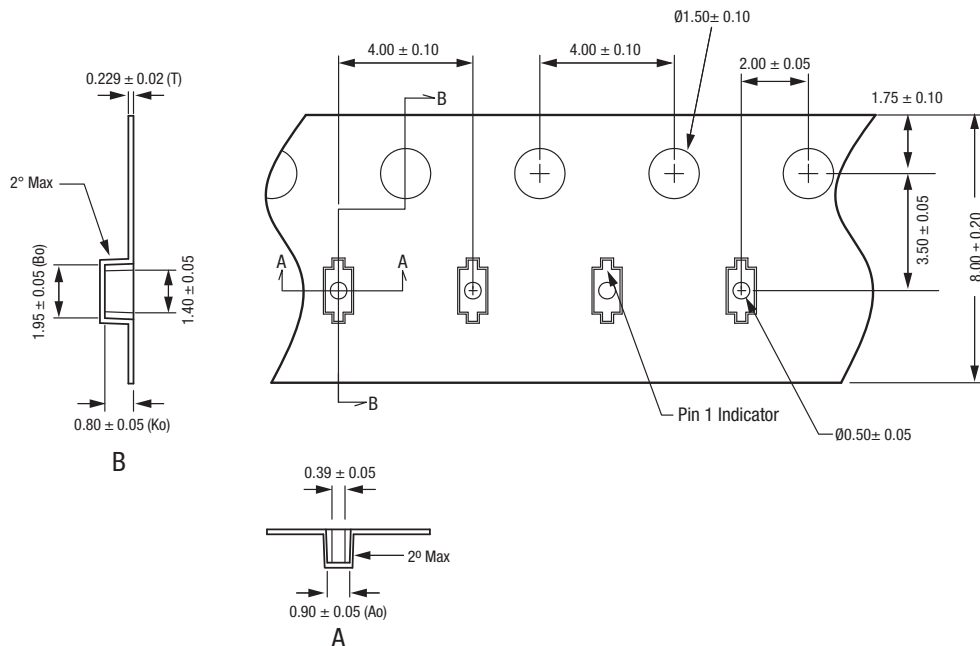 Ø1.50± 0.10
4.00 ± 0.10
4.00 ± 0.10
2.00 ± 0.05
0.229 ± 0.02 (T)
B
1.75 ± 0.10
2° Max
3.50 ± 0.05
8.00 ± 0.20
A
A
1.95 ± 0.05 (Bo)
1.40 ± 0.05
B
Pin 1 Indicator
0.80 ± 0.05 (Ko)
Ø0.50± 0.05
B
0.39 ± 0.05
2º Max
0.90 ± 0.05 (Ao)
A